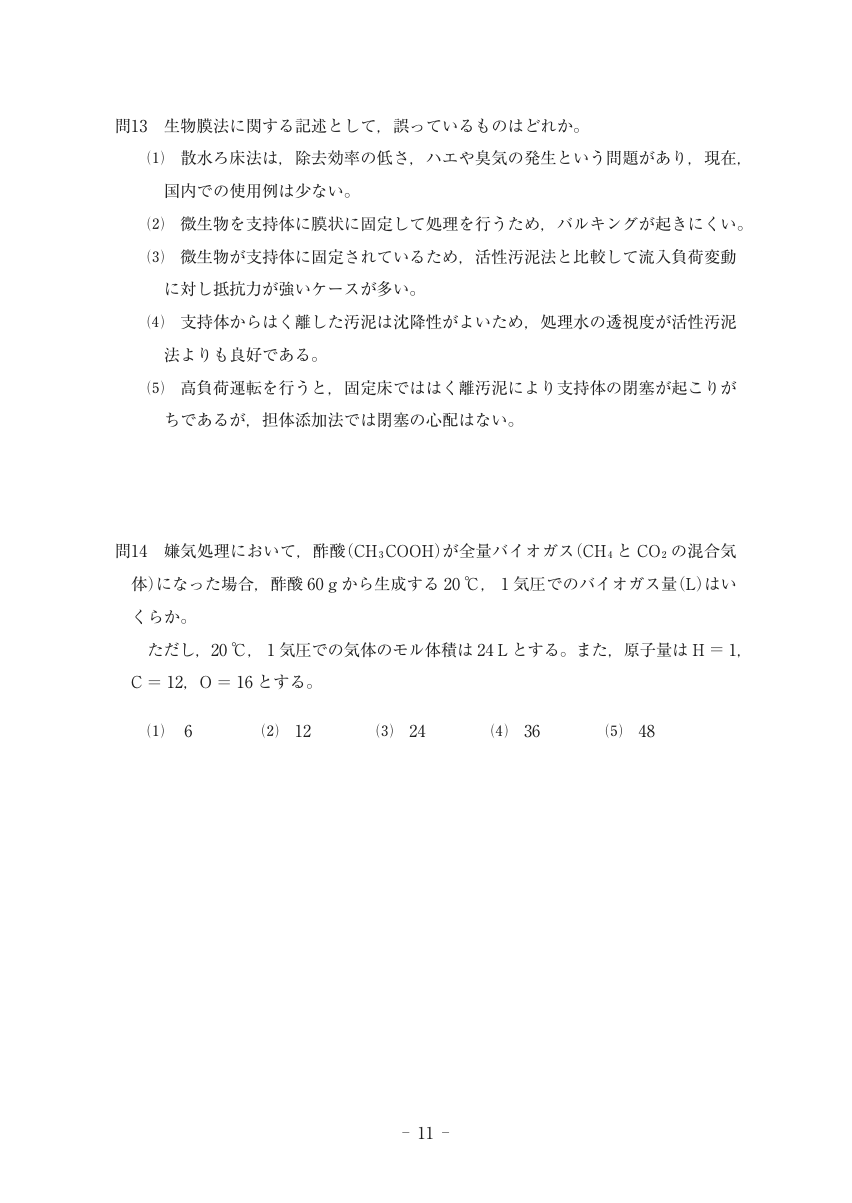 問13　生物膜法に関する記述として，誤っているものはどれか。
⑴　散水ろ床法は，除去効率の低さ，ハエや臭気の発生という問題があり，現在，
国内での使用例は少ない。
⑵　微生物を支持体に膜状に固定して処理を行うため，バルキングが起きにくい。
⑶　微生物が支持体に固定されているため，活性汚泥法と比較して流入負荷変動
に対し抵抗力が強いケースが多い。
⑷　支持体からはく離した汚泥は沈降性がよいため，処理水の透視度が活性汚泥
法よりも良好である。
⑸　高負荷運転を行うと，固定床でははく離汚泥により支持体の閉塞が起こりが
ちであるが，担体添加法では閉塞の心配はない。
問14　嫌気処理において，酢酸(CH₃COOH)が全量バイオガス(CH₄ と CO₂ の混合気
体)になった場合，酢酸 60 g から生成する 20 ℃，1 気圧でのバイオガス量(L)はい
くらか。
ただし，20 ℃，1 気圧での気体のモル体積は 24 L とする。また，原子量は H = 1，
C = 12，O = 16 とする。
⑴　6　　⑵　12　　⑶　24　　⑷　36　　⑸　48
- 11 -